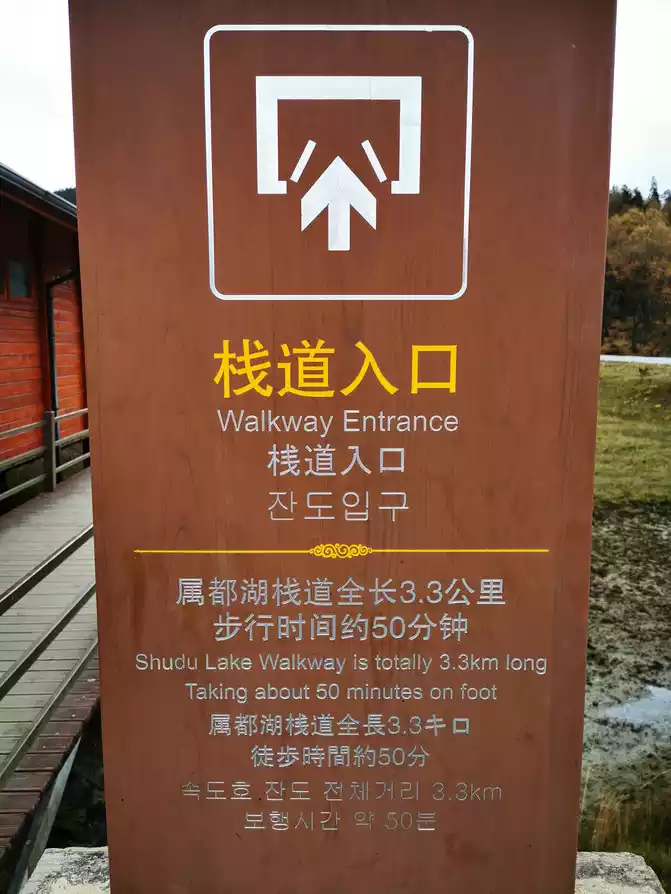 栈道入口
Walkway Entrance
栈道入口
잔도입구
属都湖栈道全长3.3公里
步行时间约50分钟
Shudu Lake Walkway is totally 3.3km long
Taking about 50 minutes on foot
属都湖栈道全長3.3キロ
徒歩時間約50分
속도호 잔도 전체거리 3.3km
보행시간 약 50분